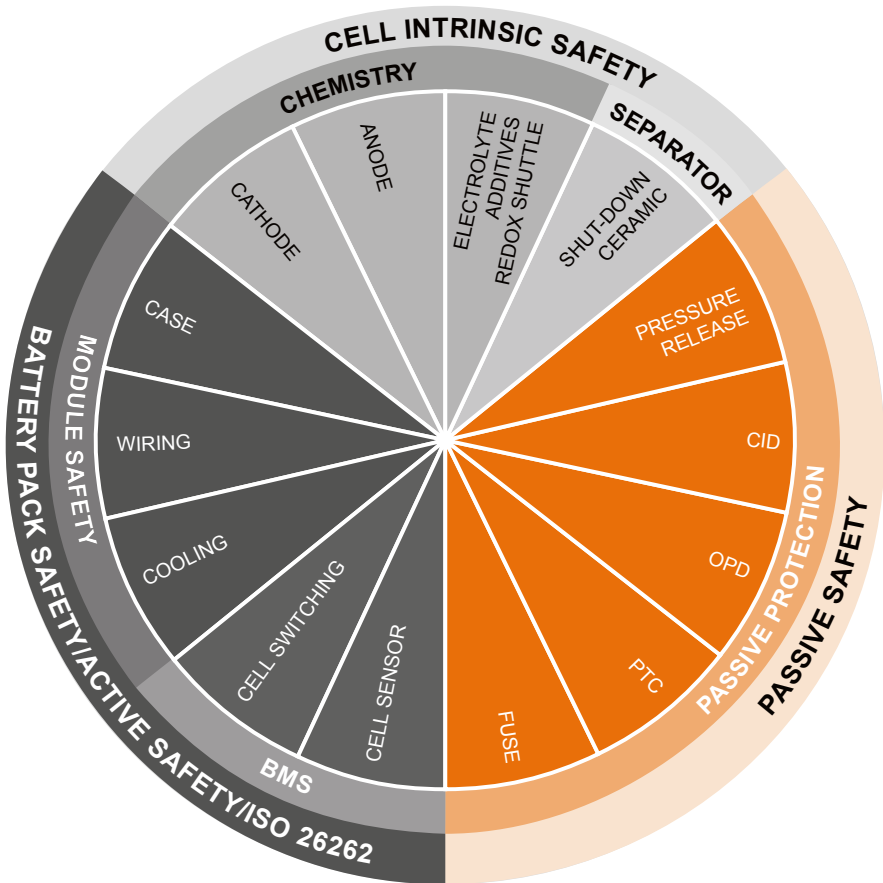 CELL INTRINSIC SAFETY
CHEMISTRY
SEPARATOR
CATHODE
ANODE
ELECTROLYTE
ADDITIVES
REDOX SHUTTLE
SHUT-DOWN
CERAMIC
PASSIVE SAFETY
PASSIVE PROTECTION
PRESSURE
RELEASE
CID
OPD
PTC
FUSE
BATTERY PACK SAFETY/ACTIVE SAFETY/ISO 26262
MODULE SAFETY
CASE
WIRING
COOLING
BMS
CELL SWITCHING
CELL SENSOR